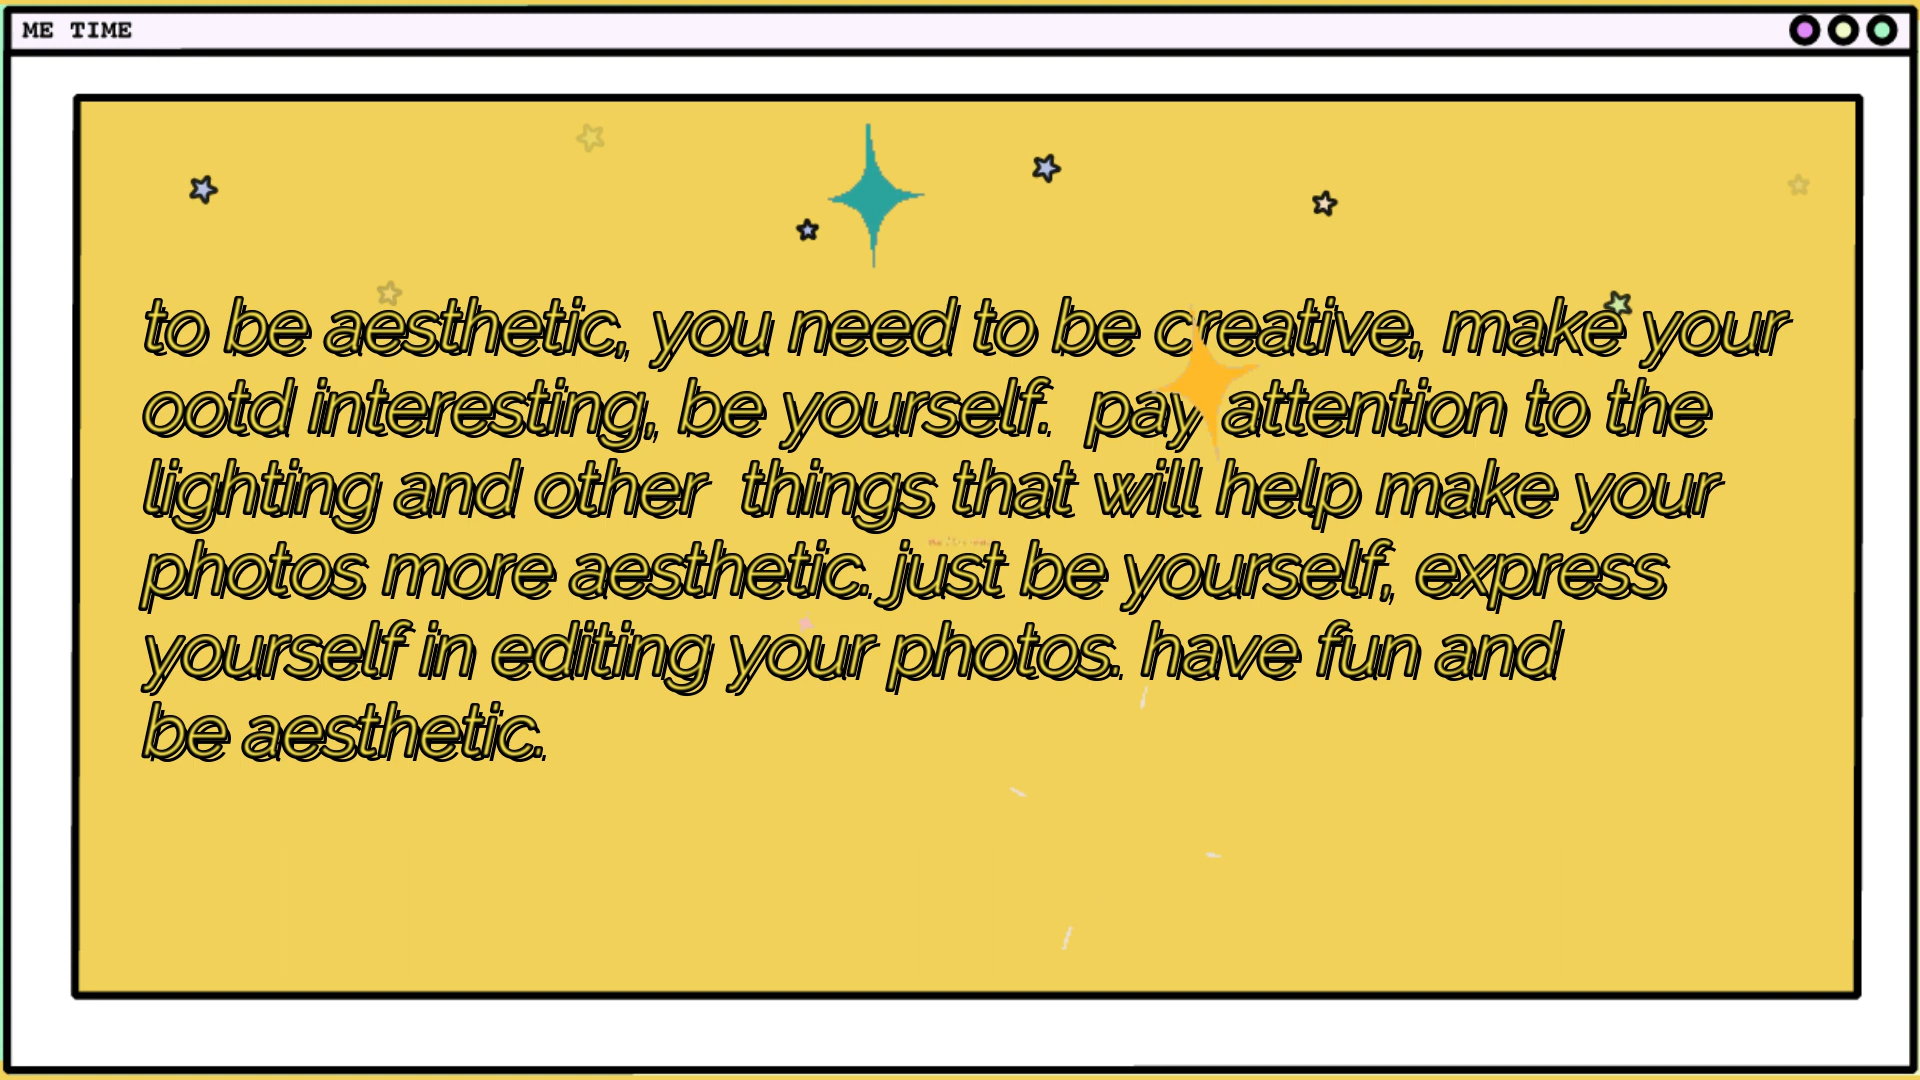 ME TIME
to be aesthetic, you need to be creative, make your
ootd interesting, be yourself.  pay attention to the
lighting and other  things that will help make your
photos more aesthetic. just be yourself, express
yourself in editing your photos. have fun and
be aesthetic.